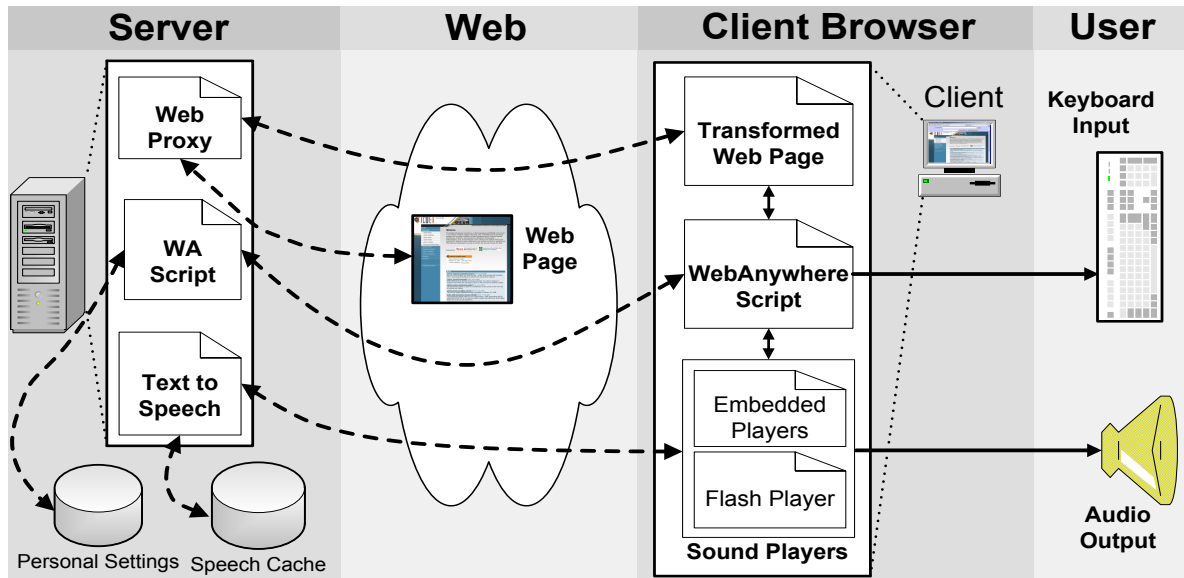 Server
Web
Client Browser
User
Web
Proxy
WA
Script
Text to
Speech
Personal Settings
Speech Cache
Web
Page
Transformed
Web Page
WebAnywhere
Script
Embedded
Players
Flash Player
Sound Players
Client
Keyboard
Input
Audio
Output